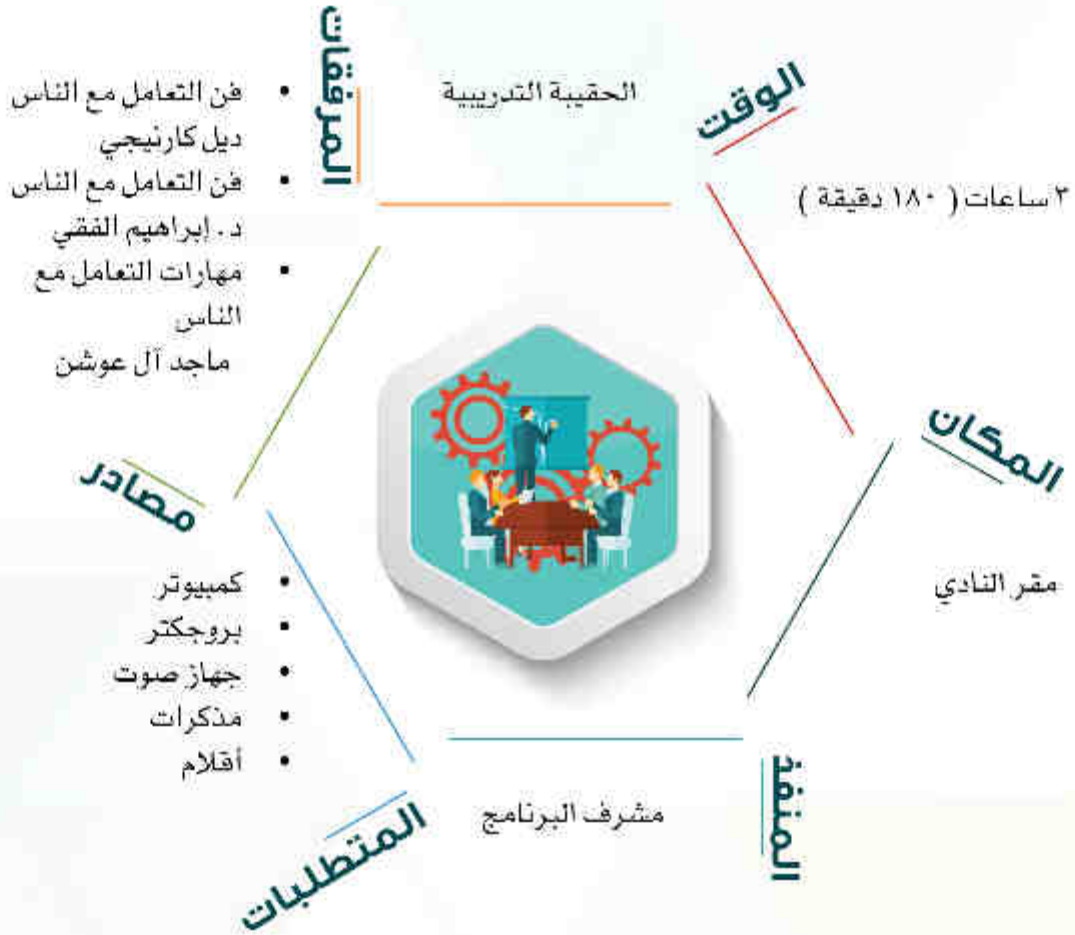 الوقت
٣ ساعات ( ١٨٠ دقيقة )
المكان
مقر النادي
المنفذ
مشرف البرنامج
المتطلبات
• كمبيوتر
• بروجكتر
• جهاز صوت
• مذكرات
• أقلام
مصادر
• فن التعامل مع الناس
ديل كارنيجي
• فن التعامل مع الناس
د. إبراهيم الفقي
• مهارات التعامل مع
الناس
ماجد آل عوشن
المرفقات
الحقيبة التدريبية